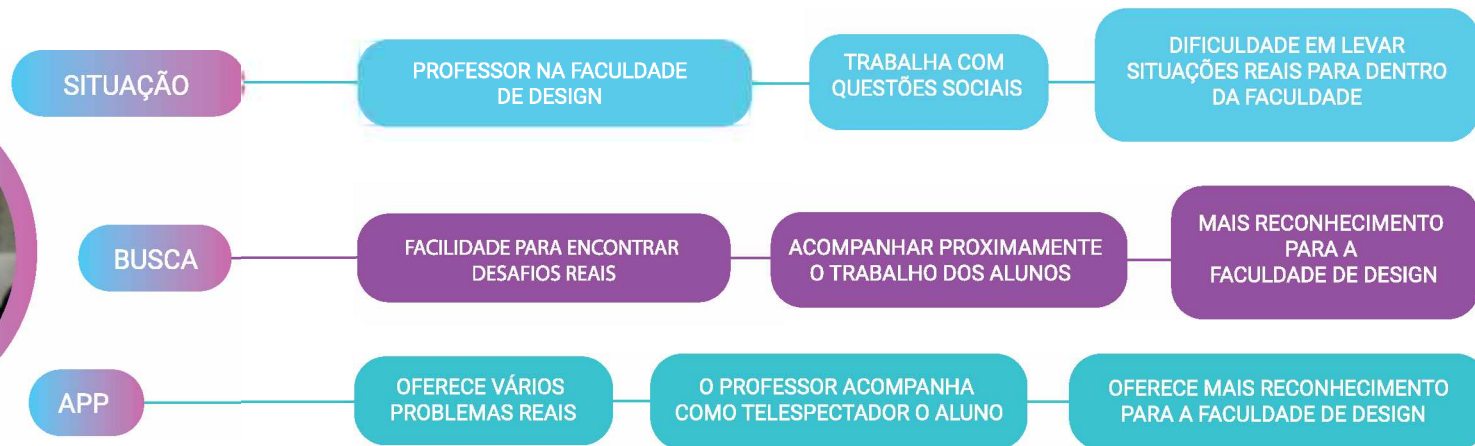 SITUAÇÃO
PROFESSOR NA FACULDADE
DE DESIGN
TRABALHA COM
QUESTÕES SOCIAIS
DIFICULDADE EM LEVAR
SITUAÇÕES REAIS PARA DENTRO
DA FACULDADE
BUSCA
FACILIDADE PARA ENCONTRAR
DESAFIOS REAIS
ACOMPANHAR PROXIMAMENTE
O TRABALHO DOS ALUNOS
MAIS RECONHECIMENTO
PARA A
FACULDADE DE DESIGN
APP
OFERECE VÁRIOS
PROBLEMAS REAIS
O PROFESSOR ACOMPANHA
COMO TELESPECTADOR O ALUNO
OFERECE MAIS RECONHECIMENTO
PARA A FACULDADE DE DESIGN